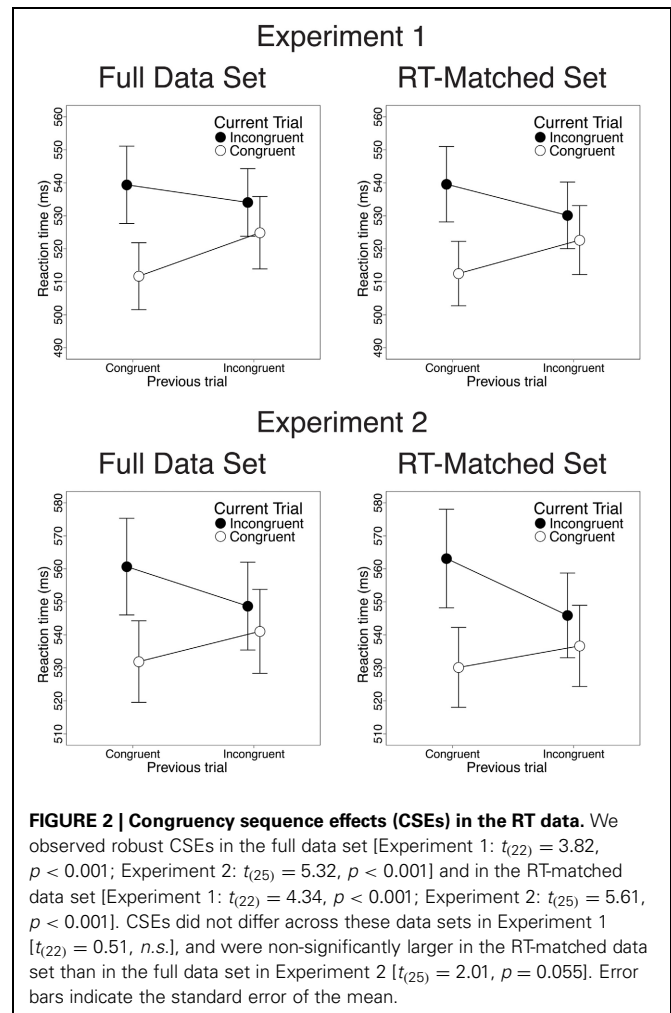 Experiment 1
Full Data Set
RT-Matched Set
Current Trial
Incongruent
Congruent
Reaction time (ms)
560
550
540
530
520
510
500
490
Congruent
Incongruent
Previous trial
Current Trial
Incongruent
Congruent
Reaction time (ms)
560
550
540
530
520
510
500
490
Congruent
Incongruent
Previous trial
Experiment 2
Full Data Set
RT-Matched Set
Current Trial
Incongruent
Congruent
Reaction time (ms)
580
570
560
550
540
530
520
510
Congruent
Incongruent
Previous trial
Current Trial
Incongruent
Congruent
Reaction time (ms)
580
570
560
550
540
530
520
510
Congruent
Incongruent
Previous trial
FIGURE 2 | Congruency sequence effects (CSEs) in the RT data. We
observed robust CSEs in the full data set [Experiment 1: t(22) = 3.82,
p < 0.001; Experiment 2: t(25) = 5.32, p < 0.001] and in the RT-matched
data set [Experiment 1: t(22) = 4.34, p < 0.001; Experiment 2: t(25) = 5.61,
p < 0.001]. CSEs did not differ across these data sets in Experiment 1
[t(22) = 0.51, n.s.], and were non-significantly larger in the RT-matched data
set than in the full data set in Experiment 2 [t(25) = 2.01, p = 0.055]. Error
bars indicate the standard error of the mean.